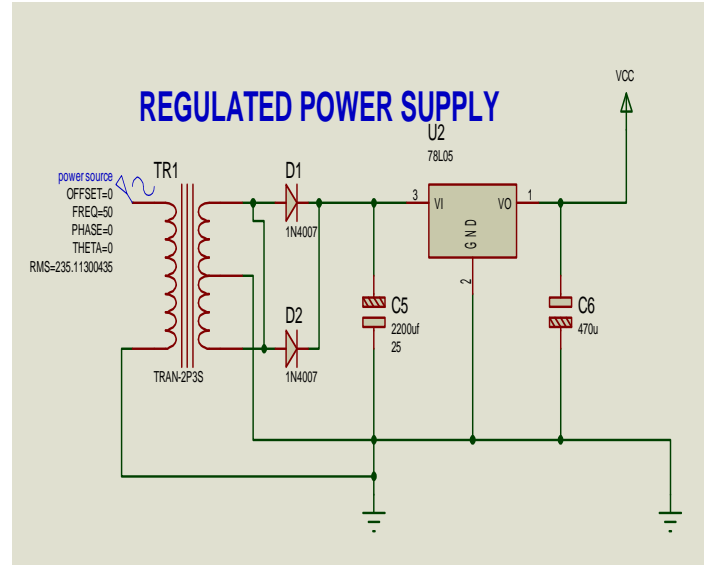 REGULATED POWER SUPPLY
VCC
U2
78L05
power source
OFFSET=0
FREQ=50
PHASE=0
THETA=0
RMS=235.11300435
TR1
TRAN-2P3S
D1
1N4007
3
VI
VO
1
GND
2
D2
1N4007
C5
2200uf
25
C6
470u